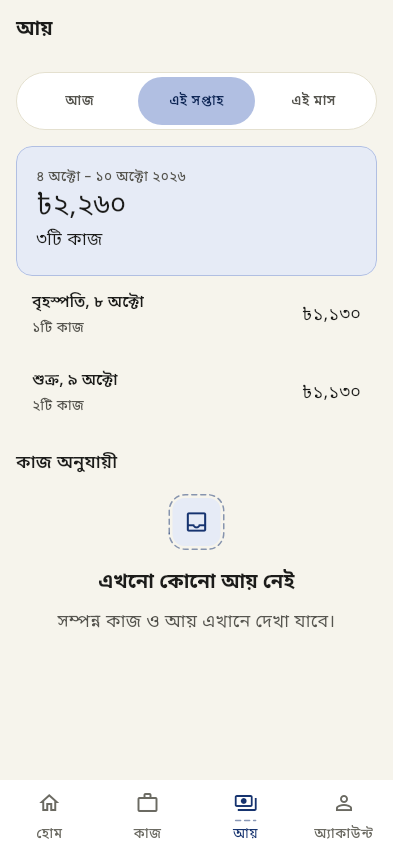 আয়
আজ
এই সপ্তাহ
এই মাস
৪ অক্টো – ১০ অক্টো ২০২৬
৳২,২৬০
৩টি কাজ
বৃহস্পতি, ৮ অক্টো
১টি কাজ
৳১,১৩০
শুক্র, ৯ অক্টো
২টি কাজ
৳১,১৩০
কাজ অনুযায়ী
এখনো কোনো আয় নেই
সম্পন্ন কাজ ও আয় এখানে দেখা যাবে।
হোম
কাজ
আয়
অ্যাকাউন্ট